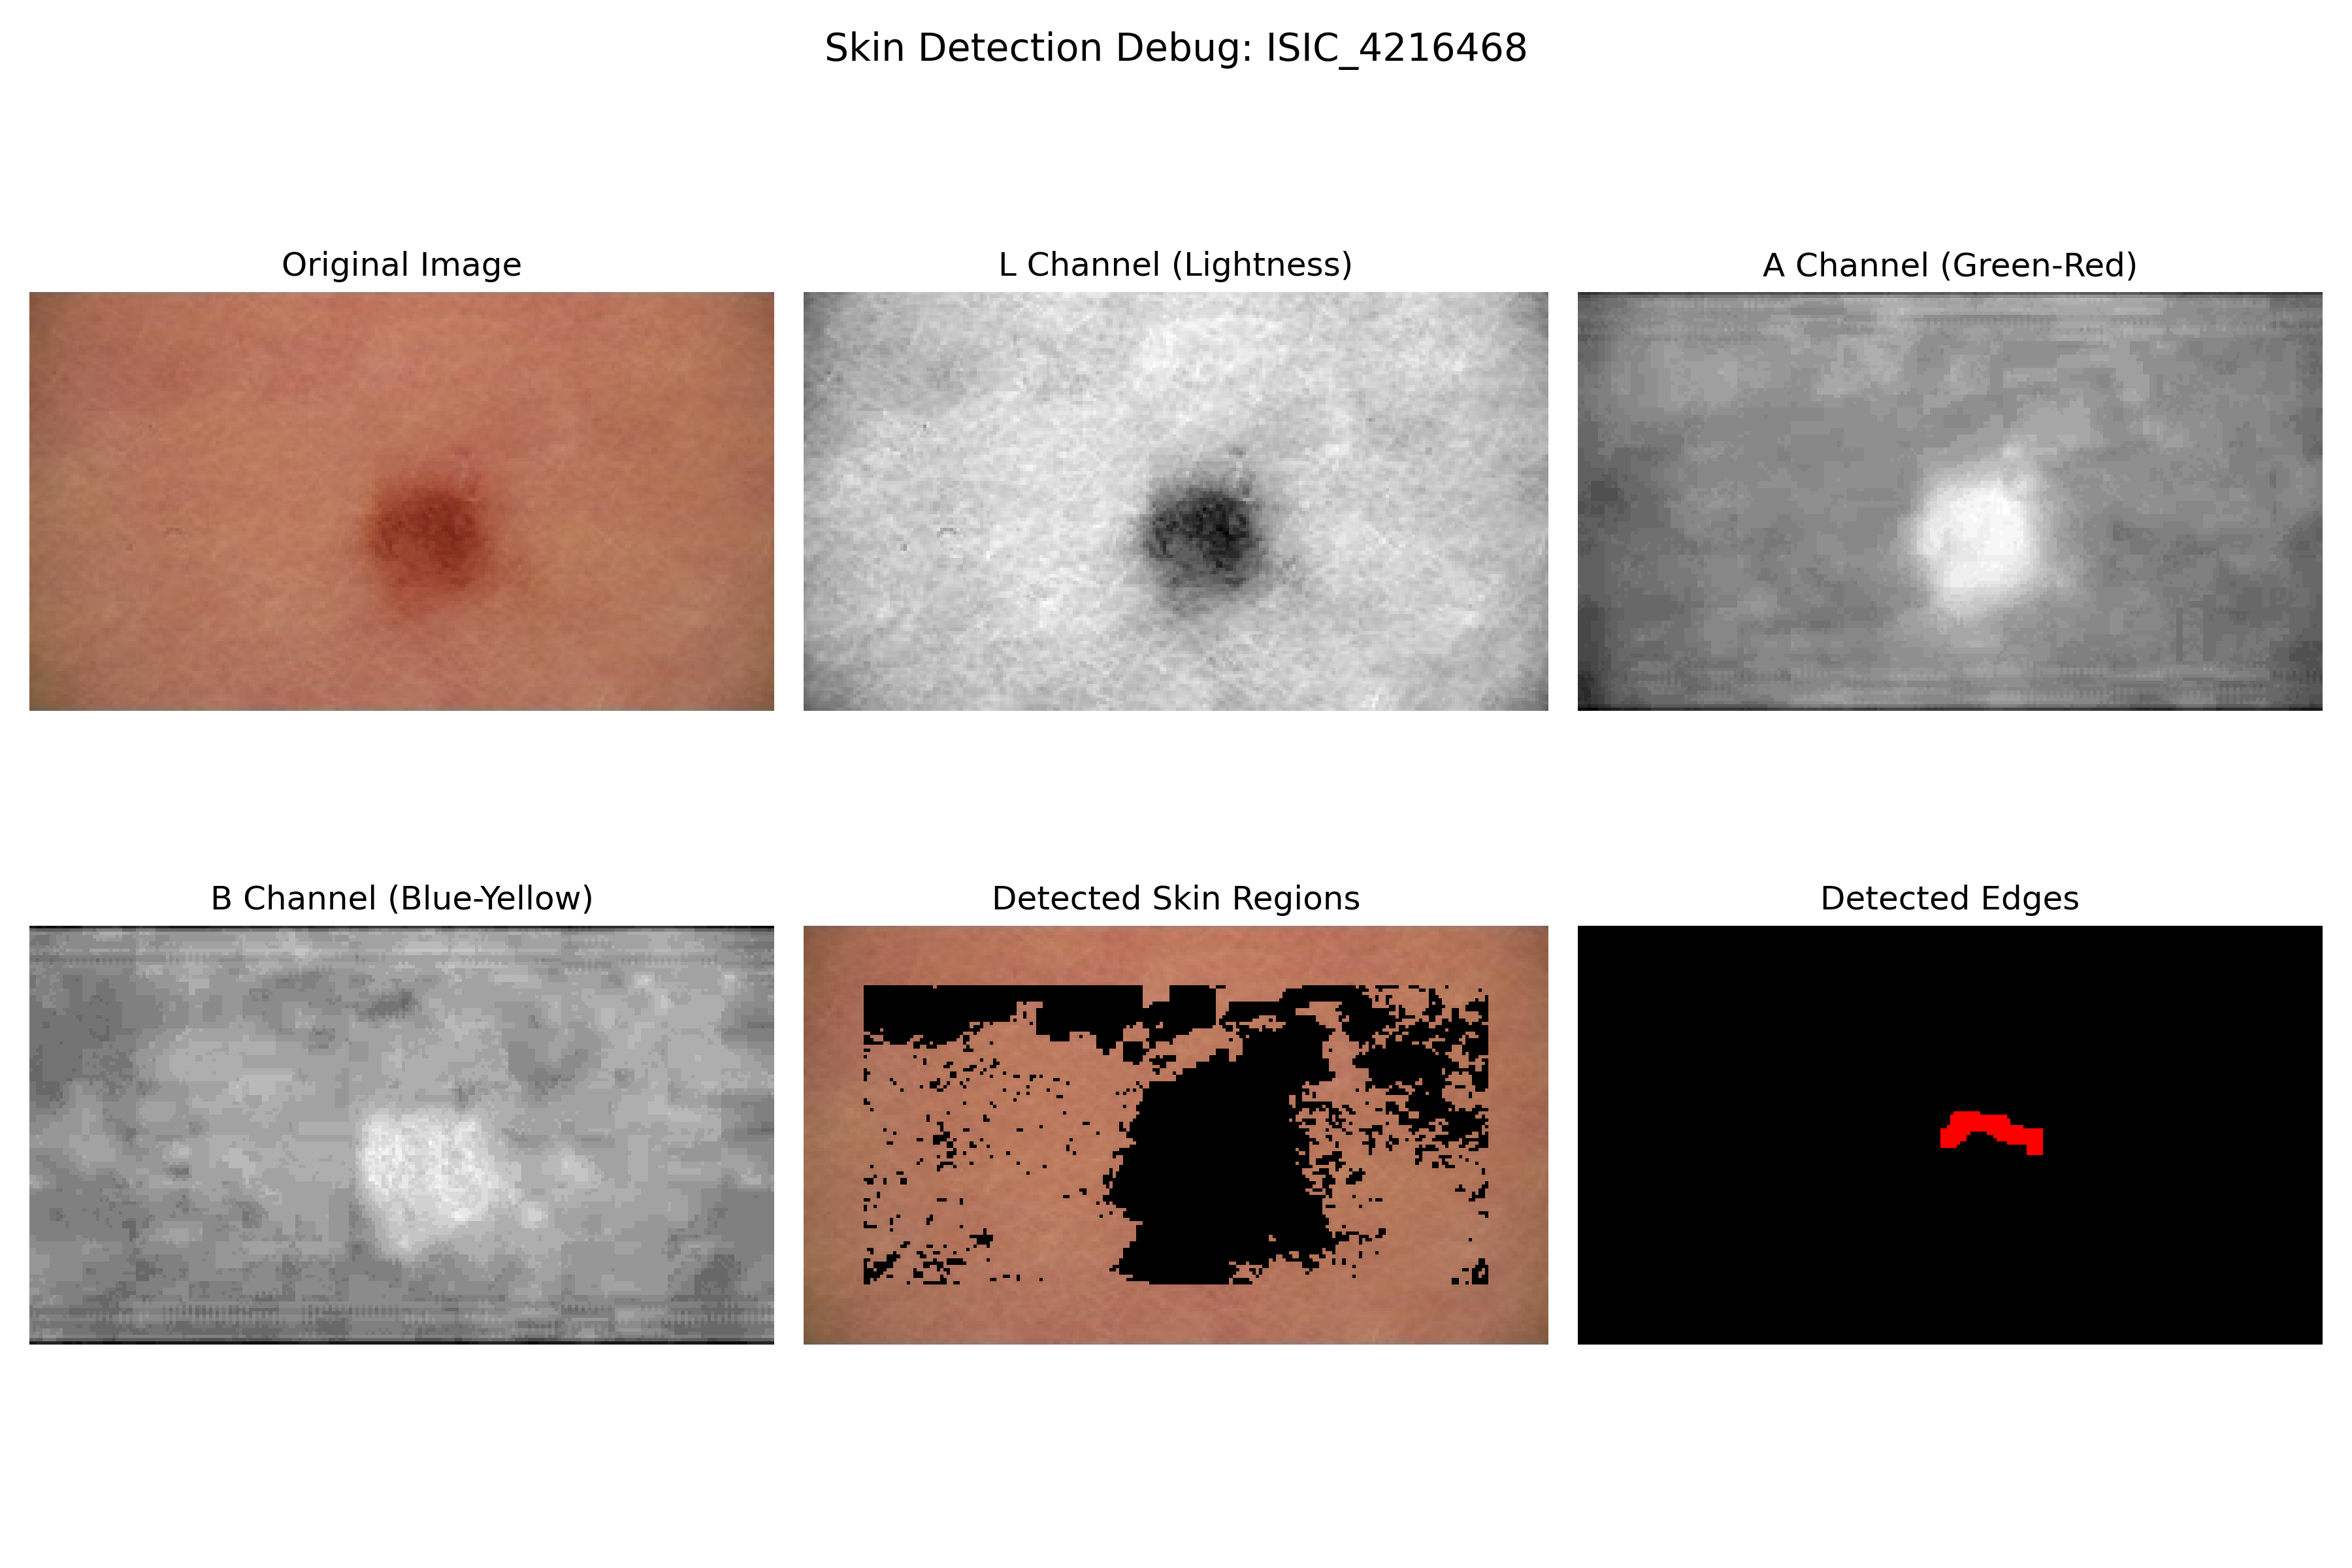 Skin Detection Debug: ISIC_4216468
Original Image
L Channel (Lightness)
A Channel (Green-Red)
B Channel (Blue-Yellow)
Detected Skin Regions
Detected Edges